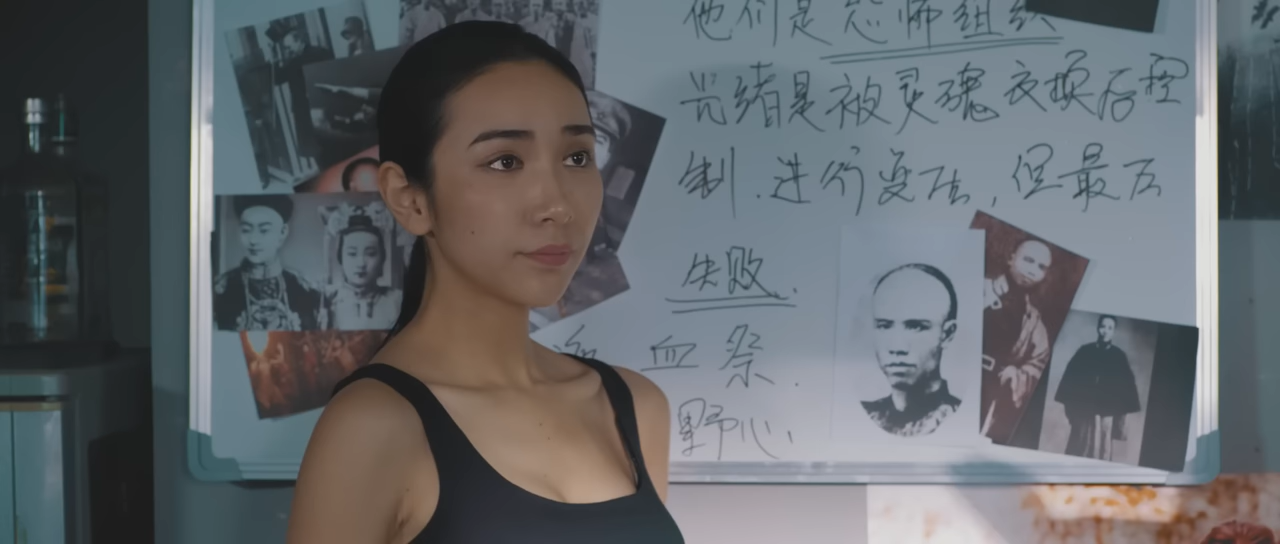 他们是恐怖组织
光绪是被灵魂交换后控
制.进行变法,但最后
失败.
血祭.
野心,